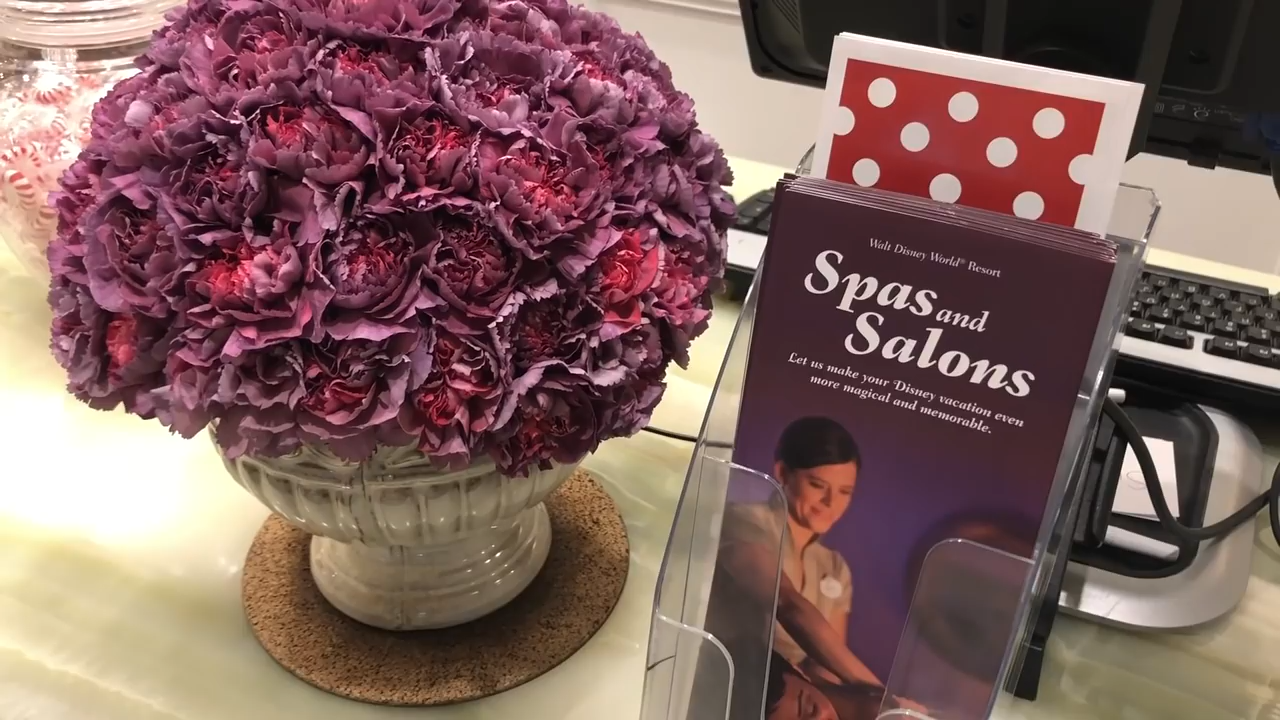 Walt Disney World® Resort
Spas and
Salons
Let us make your Disney vacation even
more magical and memorable.